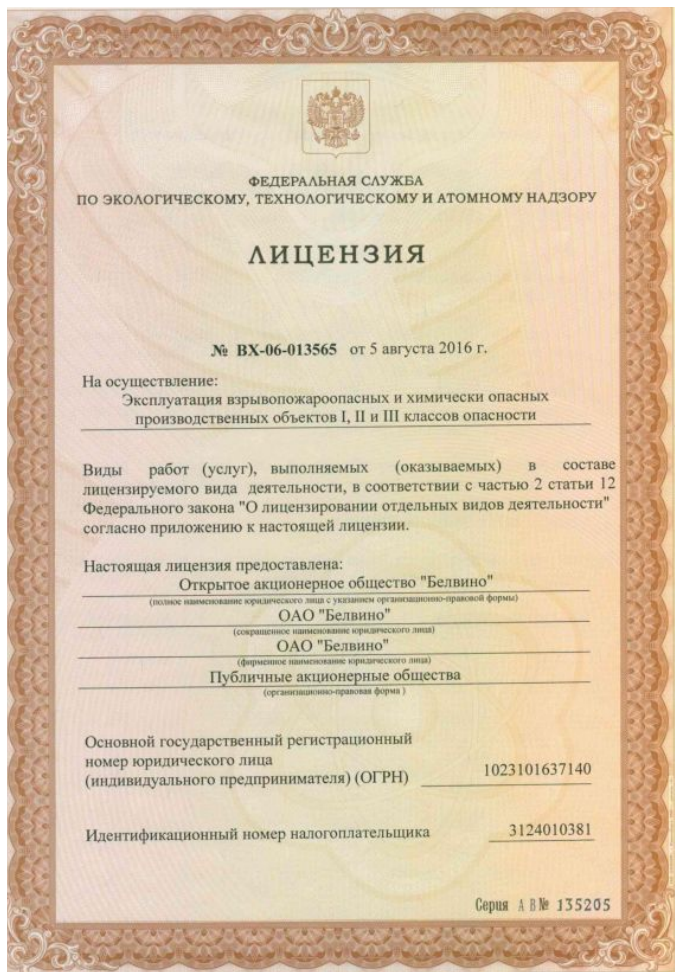 ФЕДЕРАЛЬНАЯ СЛУЖБА
ПО ЭКОЛОГИЧЕСКОМУ, ТЕХНОЛОГИЧЕСКОМУ И АТОМНОМУ НАДЗОРУ
ЛИЦЕНЗИЯ
№ ВХ-06-013565 от 5 августа 2016 г.
На осуществление:
Эксплуатация взрывопожароопасных и химически опасных
производственных объектов I, II и III классов опасности
Виды работ (услуг), выполняемых (оказываемых) в составе
лицензируемого вида деятельности, в соответствии с частью 2 статьи 12
Федерального закона "О лицензировании отдельных видов деятельности"
согласно приложению к настоящей лицензии.
Настоящая лицензия предоставлена:
Открытое акционерное общество "Белвино"
(полное наименование юридического лица с указанием организационно-правовой формы)
ОАО "Белвино"
(сокращенное наименование юридического лица)
ОАО "Белвино"
(фирменное наименование юридического лица)
Публичные акционерные общества
(организационно-правовая форма )
Основной государственный регистрационный
номер юридического лица
(индивидуального предпринимателя) (ОГРН) 1023101637140
Идентификационный номер налогоплательщика 3124010381
Серия А В № 135205